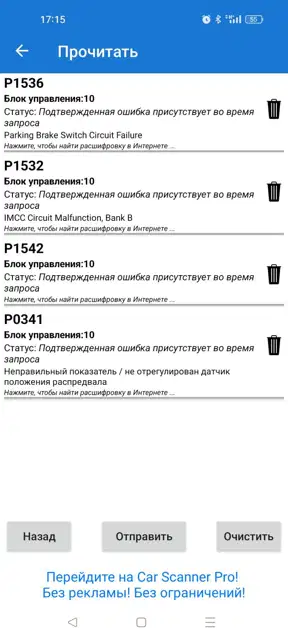 17:15
Прочитать
P1536
Блок управления:10
Статус: Подтвержденная ошибка присутствует во время
запроса
Parking Brake Switch Circuit Failure
Нажмите, чтобы найти расшифровку в Интернете ...
P1532
Блок управления:10
Статус: Подтвержденная ошибка присутствует во время
запроса
IMCC Circuit Malfunction, Bank B
Нажмите, чтобы найти расшифровку в Интернете ...
P1542
Блок управления:10
Статус: Подтвержденная ошибка присутствует во время
запроса
Нажмите, чтобы найти расшифровку в Интернете ...
P0341
Блок управления:10
Статус: Подтвержденная ошибка присутствует во время
запроса
Неправильный показатель / не отрегулирован датчик
положения распредвала
Нажмите, чтобы найти расшифровку в Интернете ...
Назад
Отправить
Очистить
Перейдите на Car Scanner Pro!
Без рекламы! Без ограничений!